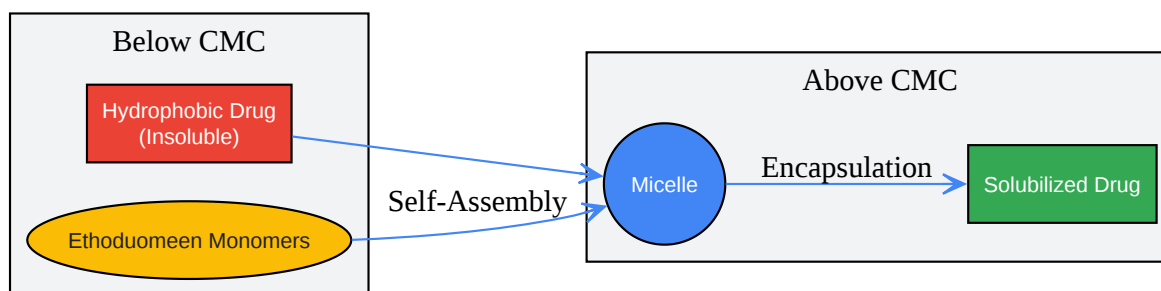 Below CMC
Hydrophobic Drug
(Insoluble)
Ethoduomeen Monomers
Self-Assembly
Above CMC
Micelle
Encapsulation
Solubilized Drug